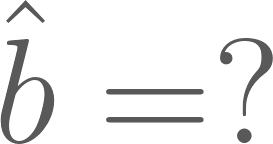 b̂ =?